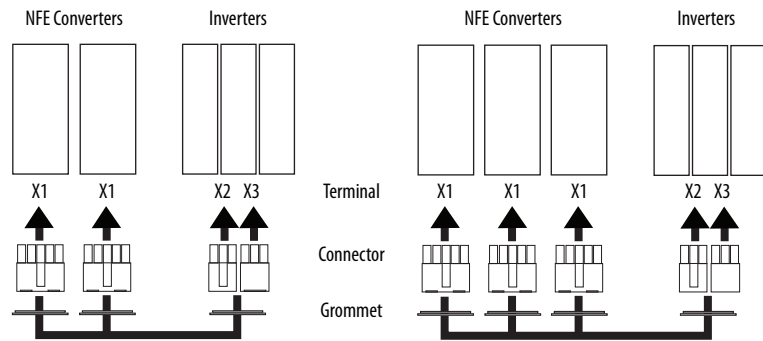 NFE Converters Inverters NFE Converters Inverters
X1 X1 X2 X3 Terminal X1 X1 X1 X2 X3
Connector
Grommet